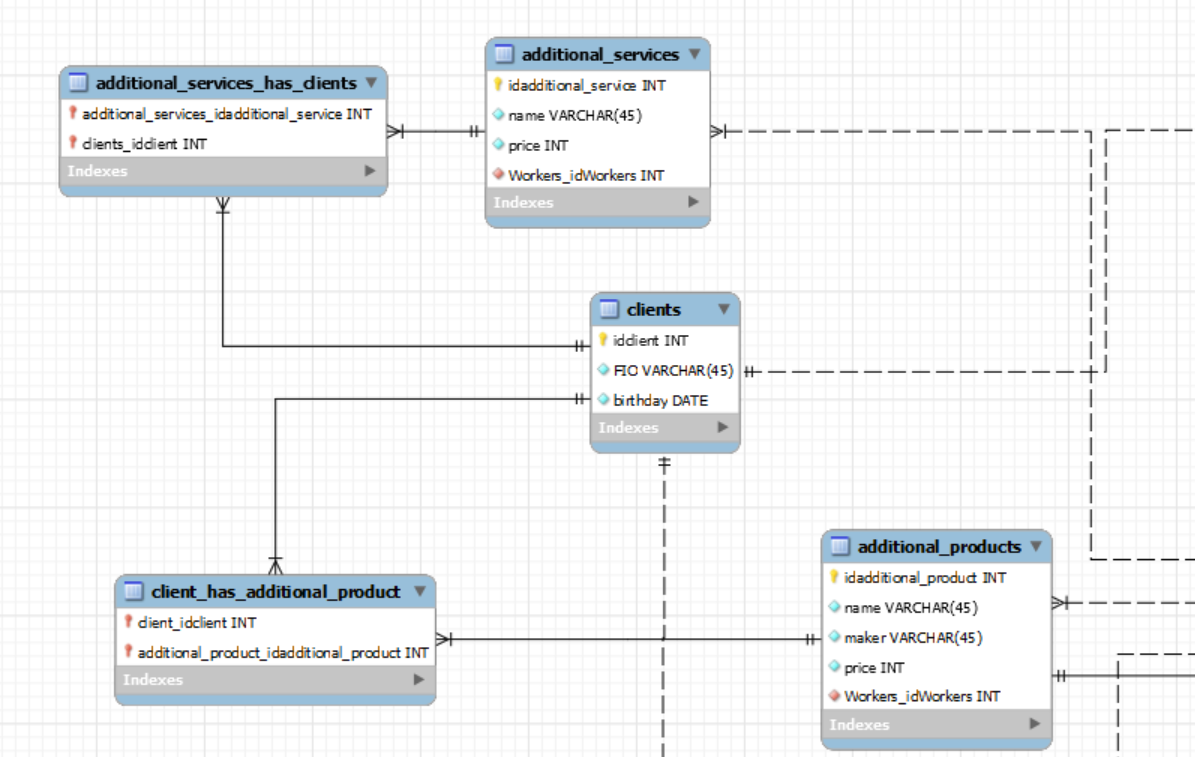 additional_services_has_clients
additional_services_idadditional_service INT
clients_idclient INT
Indexes
additional_services
idadditional_service INT
name VARCHAR(45)
price INT
Workers_idWorkers INT
Indexes
clients
idclient INT
FIO VARCHAR(45)
birthday DATE
Indexes
client_has_additional_product
client_idclient INT
additional_product_idadditional_product INT
Indexes
additional_products
idadditional_product INT
name VARCHAR(45)
maker VARCHAR(45)
price INT
Workers_idWorkers INT
Indexes